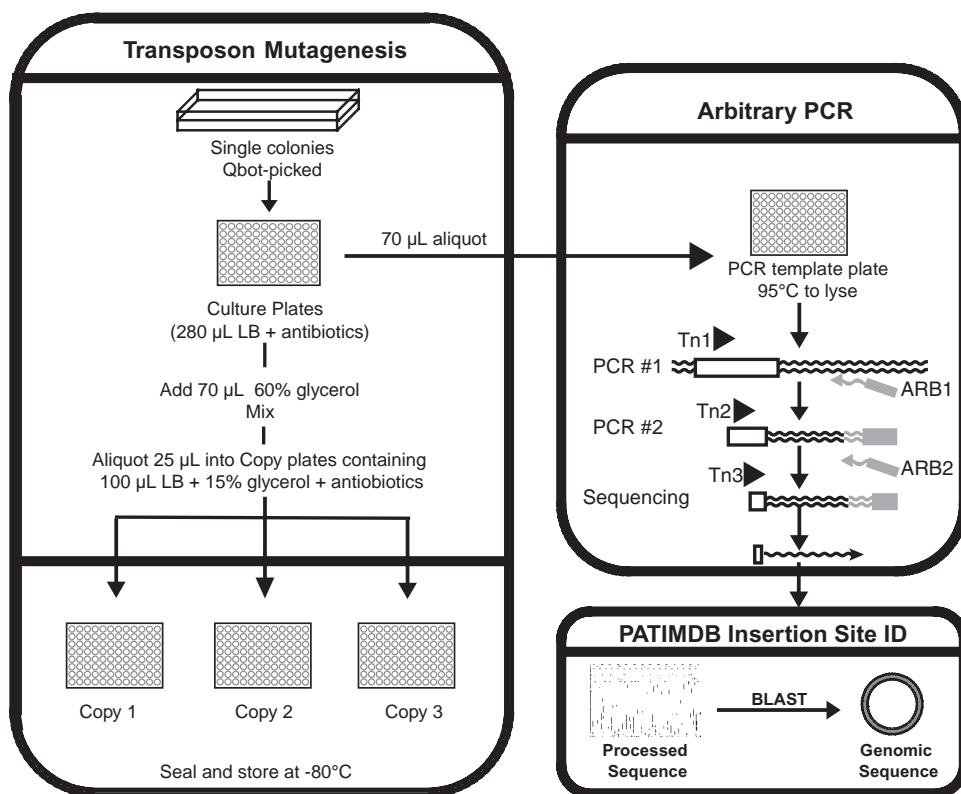 Transposon Mutagenesis
Single colonies
Qbot-picked
Culture Plates
(280 µL LB + antibiotics)
Add 70 µL 60% glycerol
Mix
Aliquot 25 µL into Copy plates containing
100 µL LB + 15% glycerol + antiobiotics
Copy 1
Copy 2
Copy 3
Seal and store at -80°C
70 µL aliquot
Arbitrary PCR
PCR template plate
95°C to lyse
Tn1
PCR #1
ARB1
Tn2
PCR #2
ARB2
Tn3
Sequencing
PATIMDB Insertion Site ID
BLAST
Processed
Sequence
Genomic
Sequence